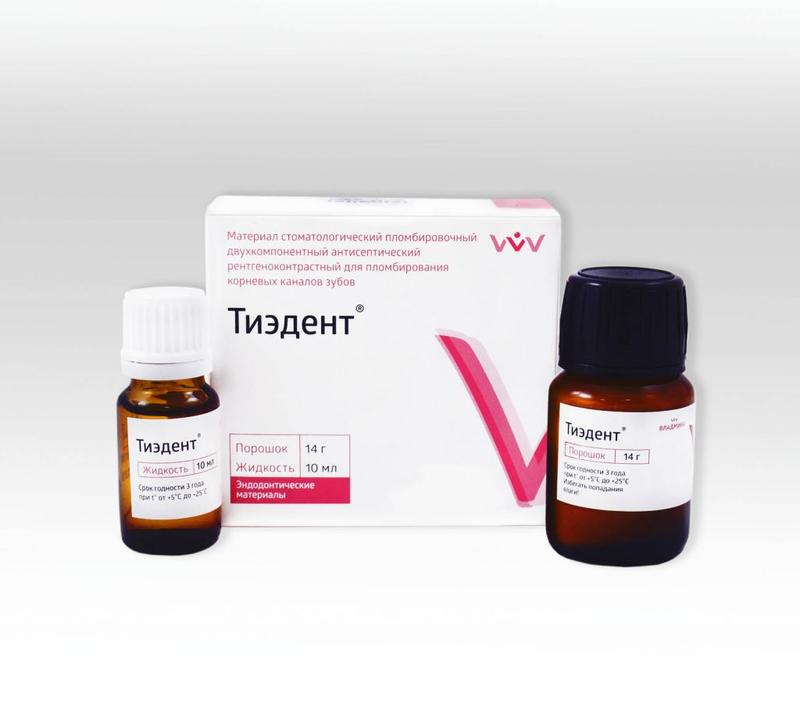 Материал стоматологический пломбировочный
двухкомпонентный антисептический
рентгеноконтрастный для пломбирования
корневых каналов зубов
VVV
Тиэдент®
Порошок 14 г
Жидкость 10 мл
Эндодонтические
материалы
Тиэдент®
Жидкость 10 мл
Срок годности 3 года
при t° от +5°C до +25°C
ВЛАДМИВА
Тиэдент®
Порошок 14 г
Срок годности 3 года
при t° от +5°C до +25°C
Избегать попадания
влаги!